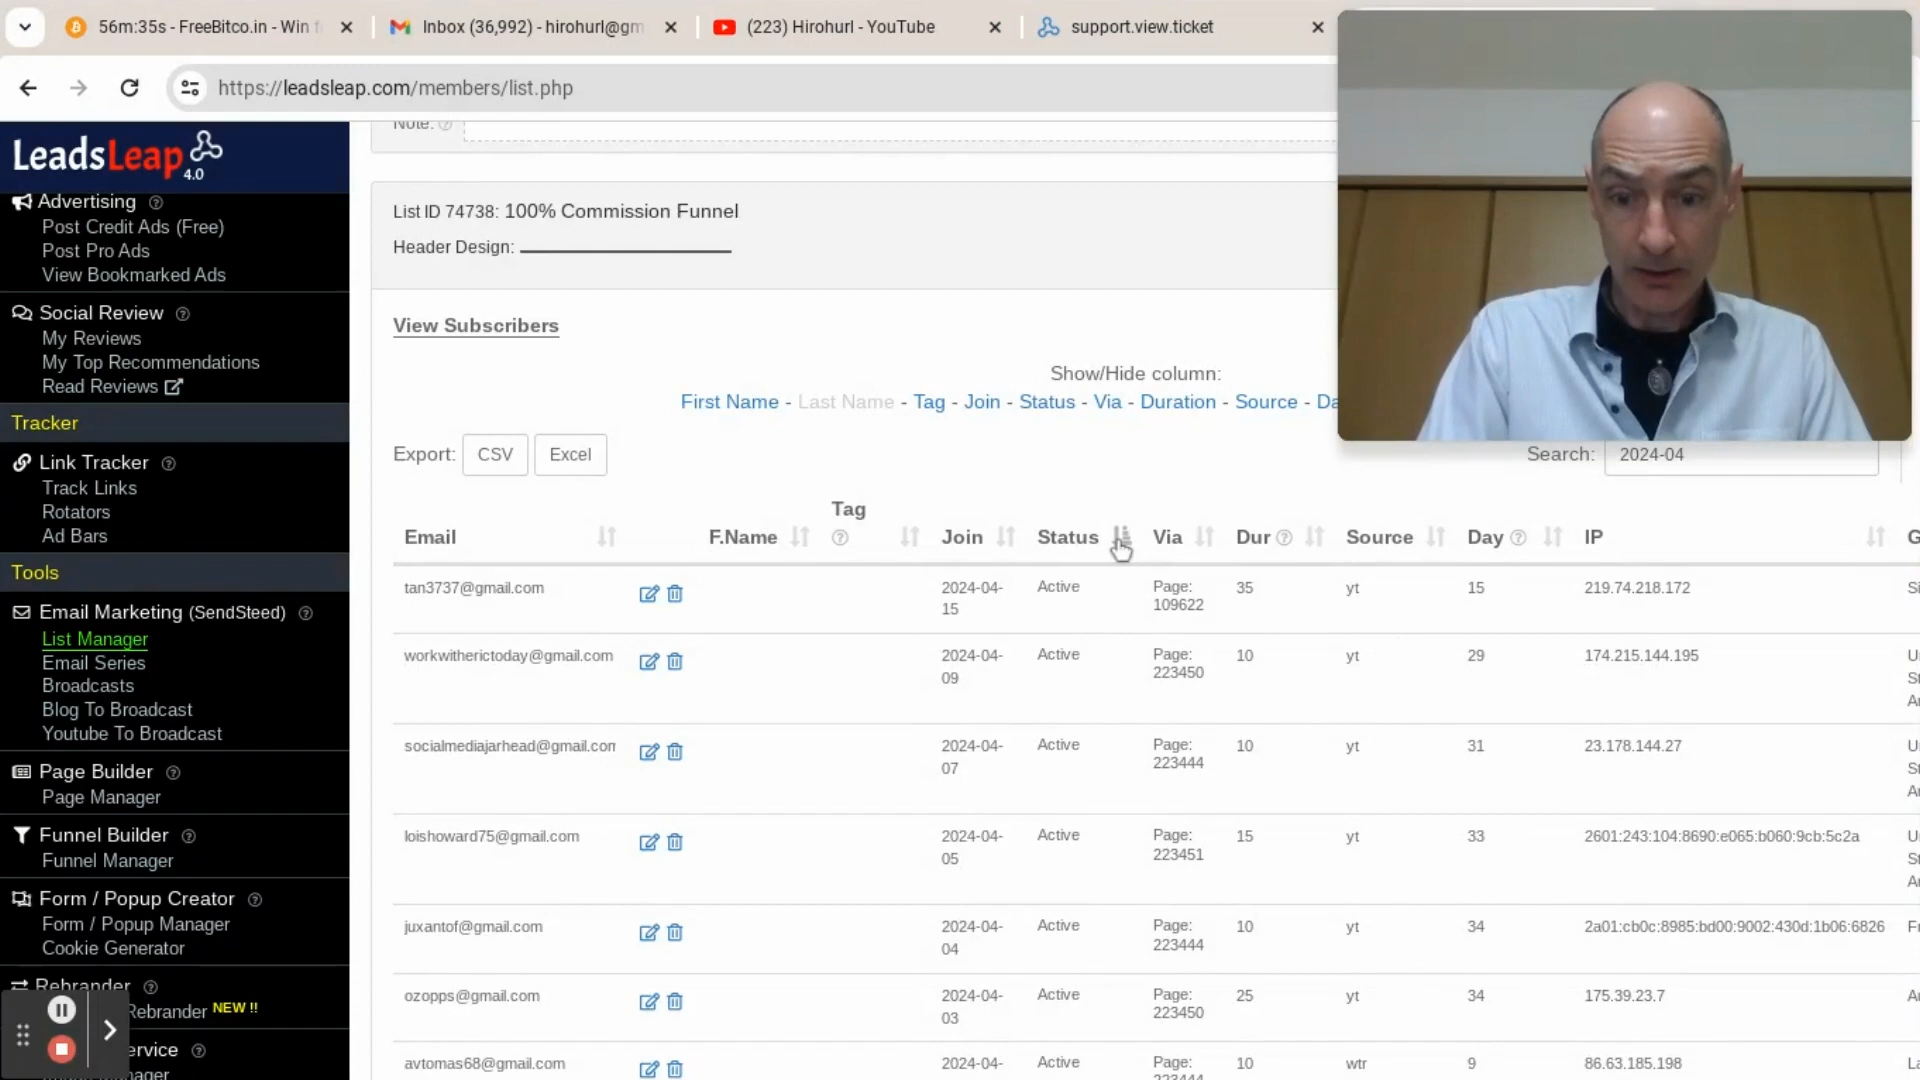 56m:35s - FreeBitco.in - Win f
Inbox (36,992) - hirohurl@gm
(223) Hirohurl - YouTube
support.view.ticket
https://leadsleap.com/members/list.php
LeadsLeap 4.0
Advertising
Post Credit Ads (Free)
Post Pro Ads
View Bookmarked Ads
Social Review
My Reviews
My Top Recommendations
Read Reviews
Tracker
Link Tracker
Track Links
Rotators
Ad Bars
Tools
Email Marketing (SendSteed)
List Manager
Email Series
Broadcasts
Blog To Broadcast
Youtube To Broadcast
Page Builder
Page Manager
Funnel Builder
Funnel Manager
Form / Popup Creator
Form / Popup Manager
Cookie Generator
Rebrander
Rebrander NEW !!
ervice
Note:
List ID 74738: 100% Commission Funnel
Header Design:
View Subscribers
Show/Hide column:
First Name - Last Name - Tag - Join - Status - Via - Duration - Source - Da
Export: CSV Excel
Search: 2024-04
Email F.Name Tag Join Status Via Dur Source Day IP G
tan3737@gmail.com 2024-04-15 Active Page: 109622 35 yt 15 219.74.218.172 Si
workwitherictoday@gmail.com 2024-04-09 Active Page: 223450 10 yt 29 174.215.144.195 U
St
A
socialmediajarhead@gmail.com 2024-04-07 Active Page: 223444 10 yt 31 23.178.144.27 U
St
A
loishoward75@gmail.com 2024-04-05 Active Page: 223451 15 yt 33 2601:243:104:8690:e065:b060:9cb:5c2a U
St
A
juxantof@gmail.com 2024-04-04 Active Page: 223444 10 yt 34 2a01:cb0c:8985:bd00:9002:430d:1b06:6826 F
ozopps@gmail.com 2024-04-03 Active Page: 223450 25 yt 34 175.39.23.7 A
avtomas68@gmail.com 2024-04- Active Page: 223444 10 wtr 9 86.63.185.198 La